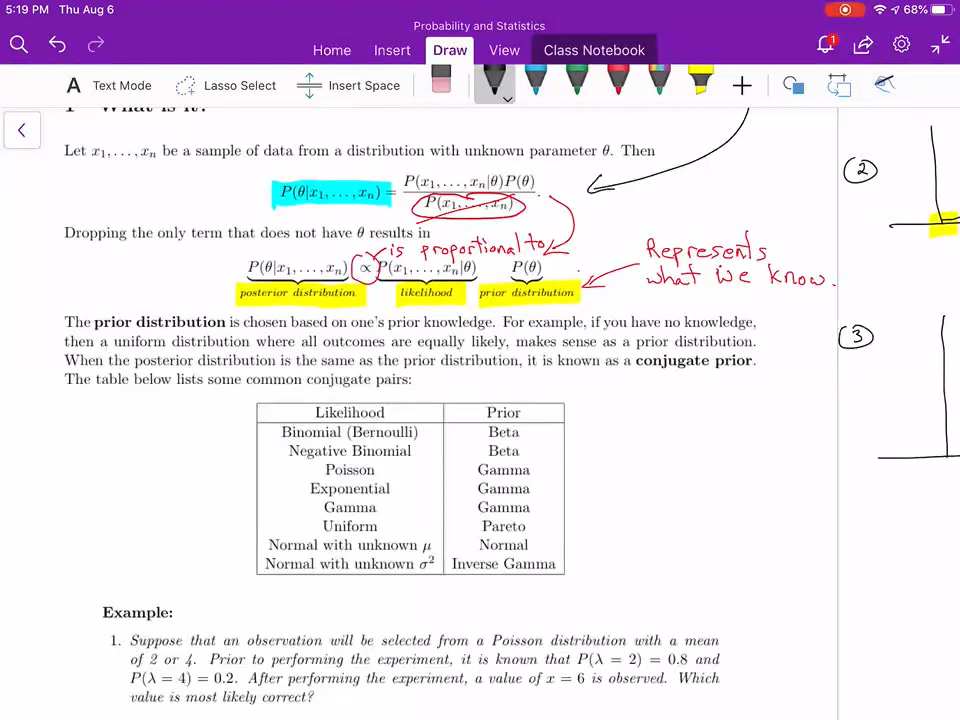 5:19 PM Thu Aug 6
68%
Probability and Statistics
Home Insert Draw View Class Notebook
1
A Text Mode Lasso Select Insert Space
1 What is it?
Let x₁, . . . , xₙ be a sample of data from a distribution with unknown parameter θ. Then
P(θ|x₁, . . . , xₙ) = P(x₁, . . . , xₙ|θ)P(θ)
P(x₁, . . . , xₙ) .
Dropping the only term that does not have θ results in
is proportional to
P(θ|x₁, . . . , xₙ) ∝ P(x₁, . . . , xₙ|θ) P(θ) .
posterior distribution likelihood prior distribution
Represents
what we know.
The prior distribution is chosen based on one's prior knowledge. For example, if you have no knowledge,
then a uniform distribution where all outcomes are equally likely, makes sense as a prior distribution.
When the posterior distribution is the same as the prior distribution, it is known as a conjugate prior.
The table below lists some common conjugate pairs:
Likelihood Prior
Binomial (Bernoulli) Beta
Negative Binomial Beta
Poisson Gamma
Exponential Gamma
Gamma Gamma
Uniform Pareto
Normal with unknown μ Normal
Normal with unknown σ² Inverse Gamma
Example:
1. Suppose that an observation will be selected from a Poisson distribution with a mean
of 2 or 4. Prior to performing the experiment, it is known that P(λ = 2) = 0.8 and
P(λ = 4) = 0.2. After performing the experiment, a value of x = 6 is observed. Which
value is most likely correct?
2
3